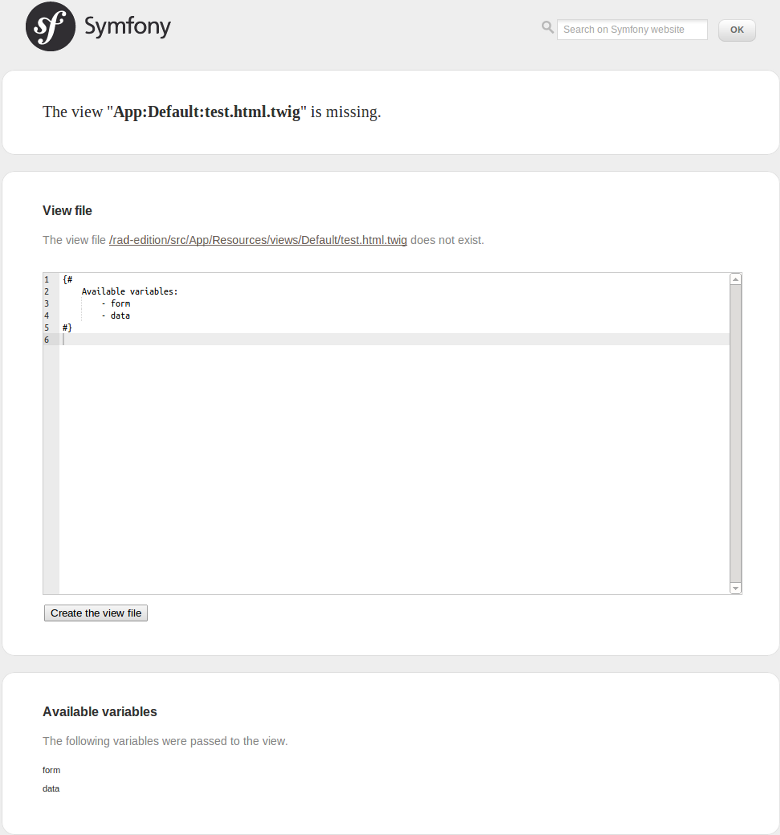 sf Symfony
Search on Symfony website
OK
The view "App:Default:test.html.twig" is missing.
View file
The view file /rad-edition/src/App/Resources/views/Default/test.html.twig does not exist.
1 {#
2     Available variables:
3         - form
4         - data
5 #}
6
Create the view file
Available variables
The following variables were passed to the view.
form
data